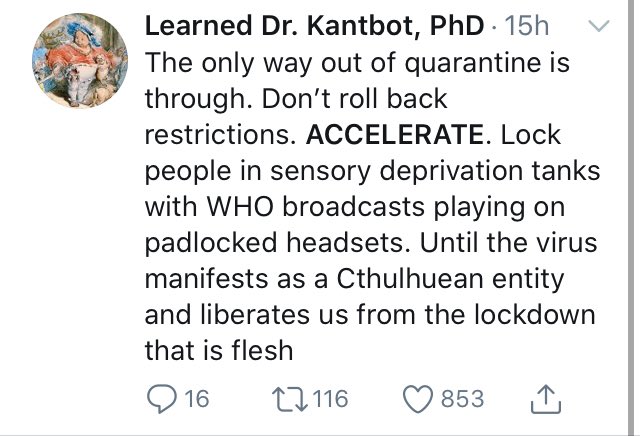 Learned Dr. Kantbot, PhD · 15h
The only way out of quarantine is
through. Don’t roll back
restrictions. ACCELERATE. Lock
people in sensory deprivation tanks
with WHO broadcasts playing on
padlocked headsets. Until the virus
manifests as a Cthulhuean entity
and liberates us from the lockdown
that is flesh
16 116 853